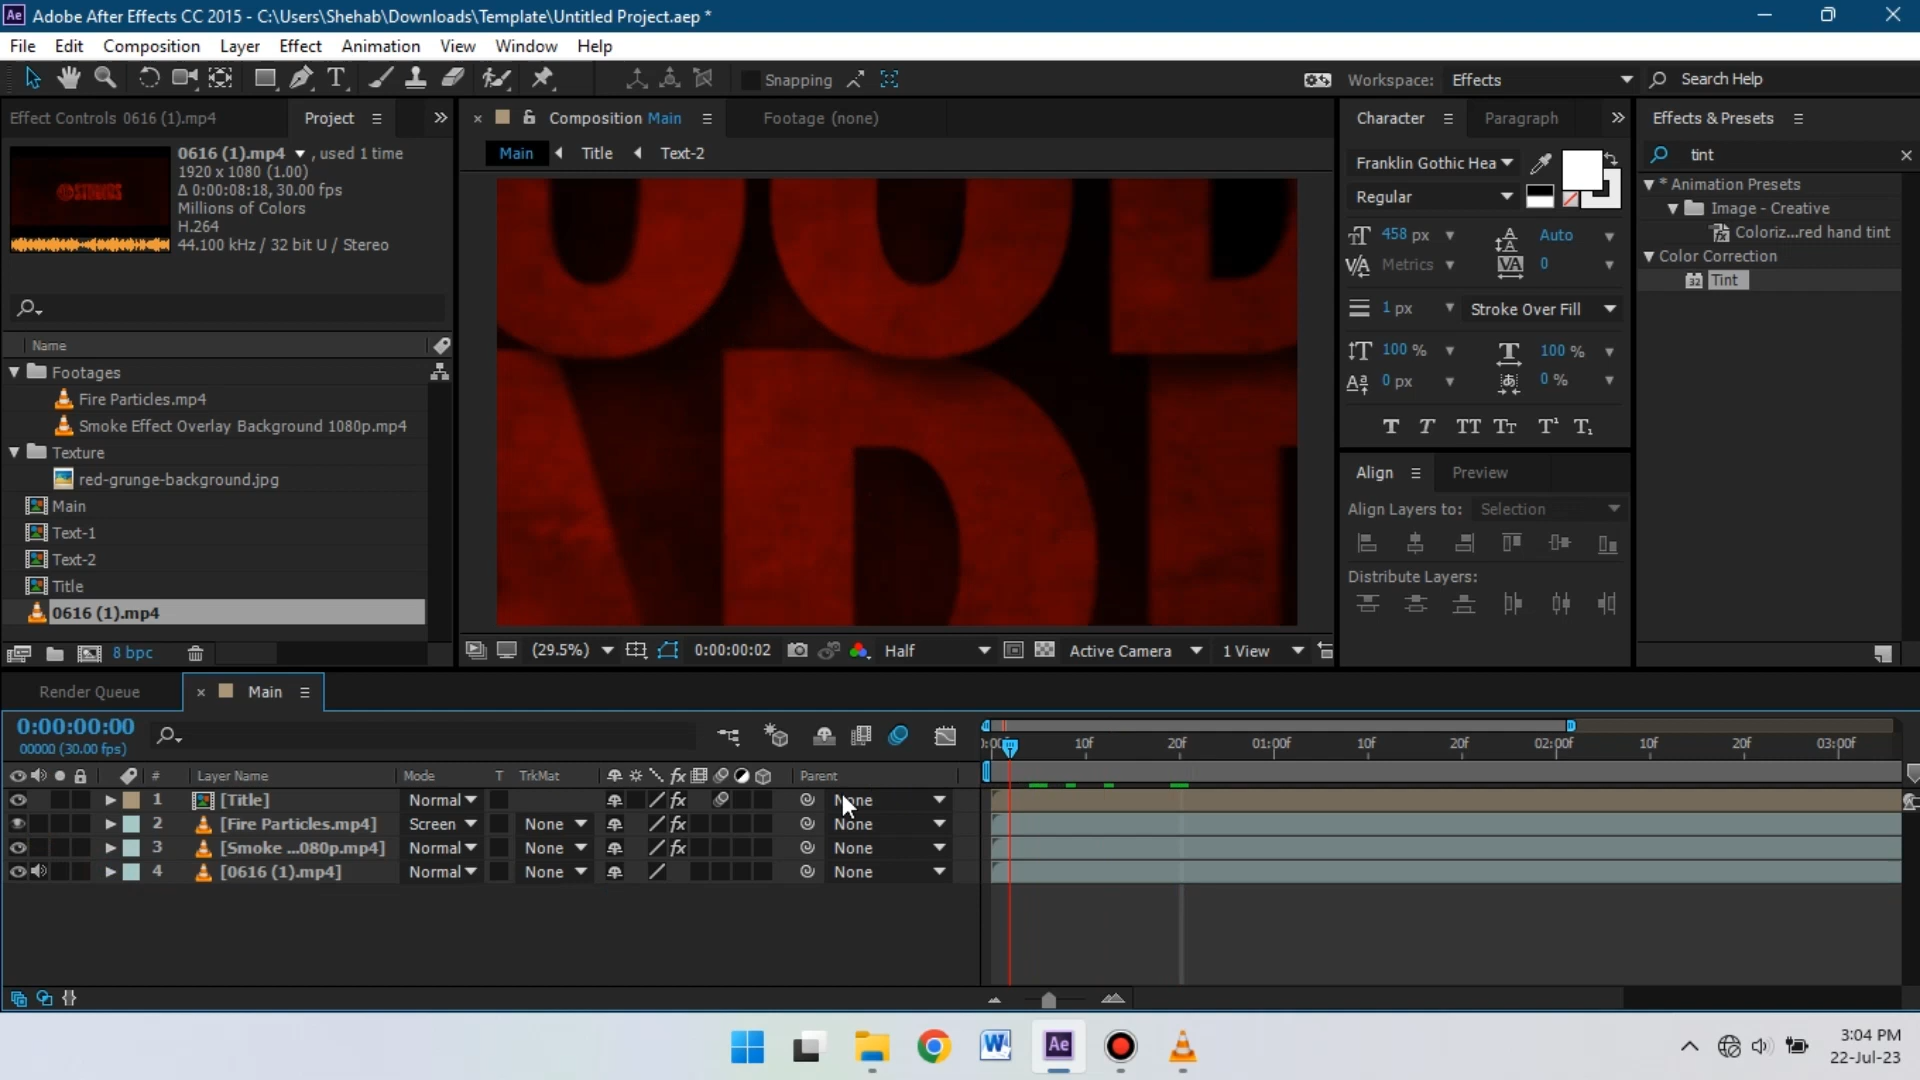 Adobe After Effects CC 2015 - C:\Users\Shehab\Downloads\Template\Untitled Project.aep *
File Edit Composition Layer Effect Animation View Window Help
Snapping
Workspace: Effects
Search Help
Effect Controls 0616 (1).mp4
Project
Composition Main
Footage (none)
Character
Paragraph
Effects & Presets
Main
Title
Text-2
0616 (1).mp4 , used 1 time
1920 x 1080 (1.00)
Δ 0:00:08:18, 30.00 fps
Millions of Colors
H.264
44.100 kHz / 32 bit U / Stereo
Franklin Gothic Hea
Regular
458 px
Auto
Metrics
0
1 px
Stroke Over Fill
100 %
100 %
0 px
0 %
tint
* Animation Presets
Image - Creative
Coloriz...red hand tint
Color Correction
Tint
Name
Footages
Fire Particles.mp4
Smoke Effect Overlay Background 1080p.mp4
Texture
red-grunge-background.jpg
Main
Text-1
Text-2
Title
0616 (1).mp4
8 bpc
(29.5%)
0:00:00:02
Half
Active Camera
1 View
Align
Preview
Align Layers to: Selection
Distribute Layers:
Render Queue
Main
0:00:00:00
00000 (30.00 fps)
10f 20f 01:00f 10f 20f 02:00f 10f 20f 03:00f
# Layer Name Mode T TrkMat Parent
1 [Title] Normal None
2 [Fire Particles.mp4] Screen None None
3 [Smoke ...080p.mp4] Normal None None
4 [0616 (1).mp4] Normal None None
3:04 PM
22-Jul-23